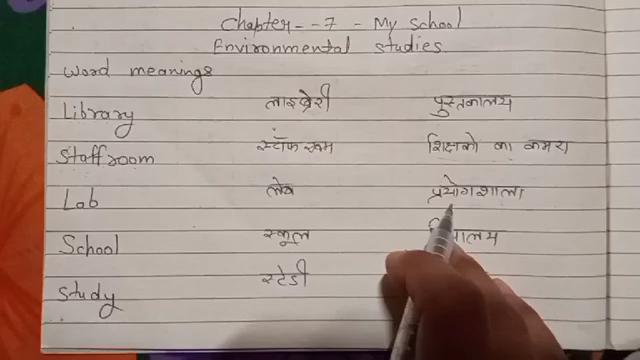 Chapter--7 - My School
Environmental studies
Word meanings
Library लाइब्रेरी पुस्तकालय
Staffroom स्टॉफ रूम शिक्षको का कमरा
Lab लेब प्रयोगशाला
School स्कूल
Study स्टेडी